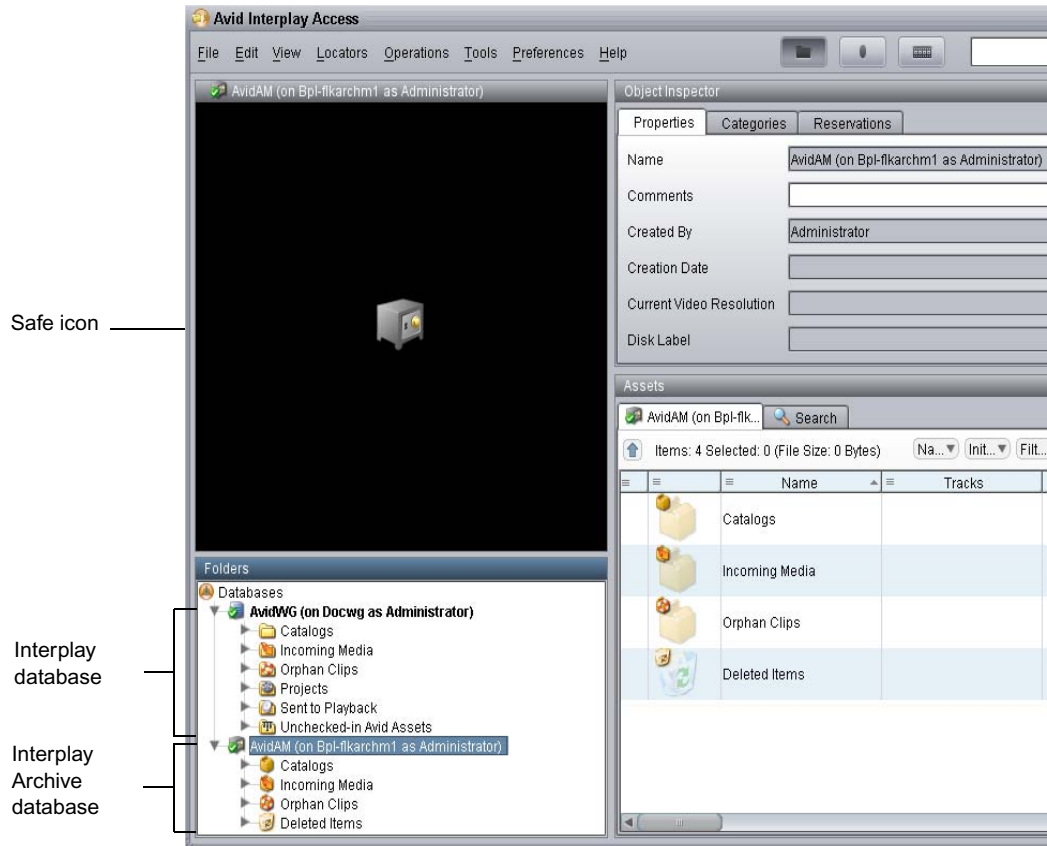 Avid Interplay Access
File Edit View Locators Operations Tools Preferences Help
AvidAM (on Bpl-flkarchm1 as Administrator)
Object Inspector
Properties Categories Reservations
Name AvidAM (on Bpl-flkarchm1 as Administrator)
Comments
Created By Administrator
Creation Date
Current Video Resolution
Disk Label
Safe icon
Assets
AvidAM (on Bpl-flk... Search
Items: 4 Selected: 0 (File Size: 0 Bytes) Na... Init... Filt...
Name Tracks
Catalogs
Incoming Media
Orphan Clips
Deleted Items
Folders
Databases
AvidWG (on Docwg as Administrator)
Catalogs
Incoming Media
Orphan Clips
Projects
Sent to Playback
Unchecked-in Avid Assets
AvidAM (on Bpl-flkarchm1 as Administrator)
Catalogs
Incoming Media
Orphan Clips
Deleted Items
Interplay
database
Interplay
Archive
database